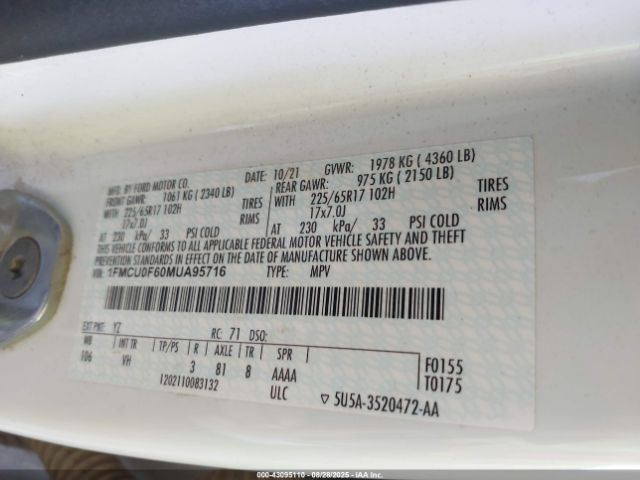 MFG. BY FORD MOTOR CO.
DATE: 10/21 GVWR: 1978 KG ( 4360 LB)
FRONT GAWR: 1061 KG ( 2340 LB) REAR GAWR: 975 KG ( 2150 LB)
WITH 225/65R17 102H TIRES WITH 225/65R17 102H TIRES
17x7.0J RIMS 17x7.0J RIMS
AT 230 kPa/ 33 PSI COLD AT 230 kPa/ 33 PSI COLD
THIS VEHICLE CONFORMS TO ALL APPLICABLE FEDERAL MOTOR VEHICLE SAFETY AND THEFT
PREVENTION STANDARDS IN EFFECT ON THE DATE OF MANUFACTURE SHOWN ABOVE.
VIN: 1FMCU0F60MUA95716 TYPE: MPV
EXT PNT: YZ RC: 71 DSO:
WB INT TR TP/PS R AXLE TR SPR
106 VH 3 81 8 AAAA
F0155
T0175
1202110083132 ULC
▽ 5U5A-3520472-AA
© -43095110 - 08/28/2025 - IAA Inc.